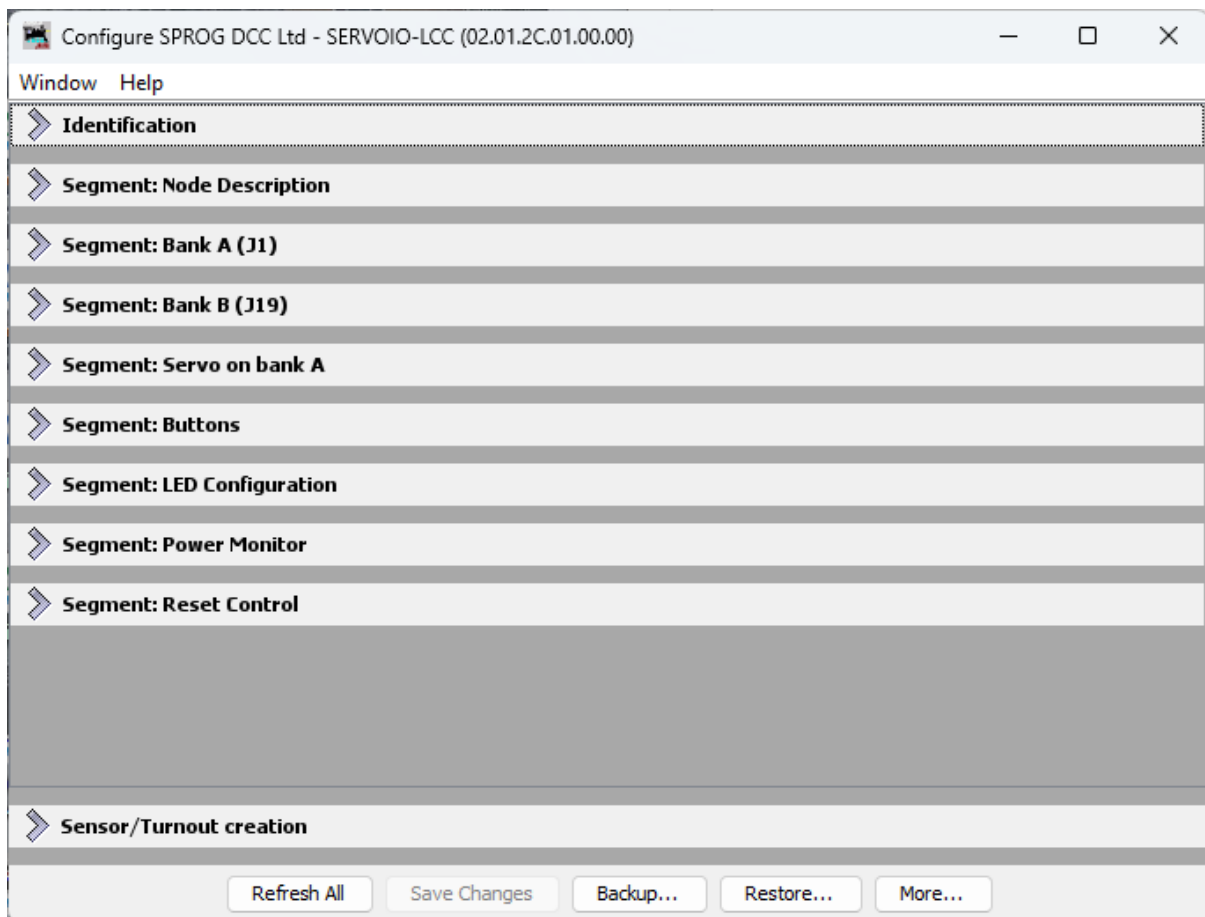 Configure SPROG DCC Ltd - SERVOIO-LCC (02.01.2C.01.00.00)
Window Help
Identification
Segment: Node Description
Segment: Bank A (J1)
Segment: Bank B (J19)
Segment: Servo on bank A
Segment: Buttons
Segment: LED Configuration
Segment: Power Monitor
Segment: Reset Control
Sensor/Turnout creation
Refresh All Save Changes Backup... Restore... More...